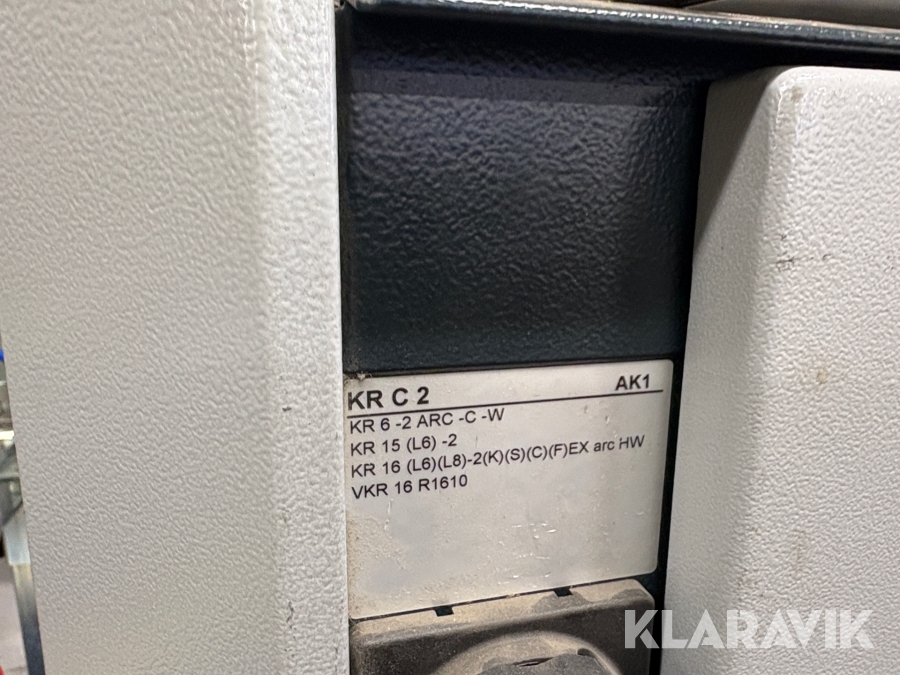 KR C 2 AK1
KR 6 -2 ARC -C -W
KR 15 (L6) -2
KR 16 (L6)(L8)-2(K)(S)(C)(F)EX arc HW
VKR 16 R1610
KLARAVIK